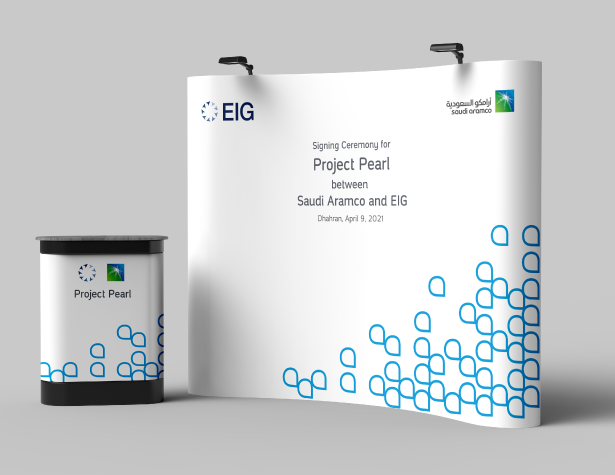 EIG
أرامكو السعودية
saudi aramco
Signing Ceremony for
Project Pearl
between
Saudi Aramco and EIG
Dhahran, April 9, 2021
Project Pearl